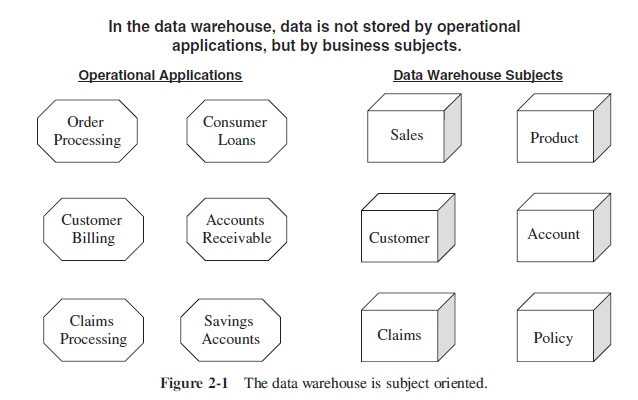 In the data warehouse, data is not stored by operational
applications, but by business subjects.
Operational Applications
Data Warehouse Subjects
Order
Processing
Consumer
Loans
Sales
Product
Customer
Billing
Accounts
Receivable
Customer
Account
Claims
Processing
Savings
Accounts
Claims
Policy
Figure 2-1 The data warehouse is subject oriented.